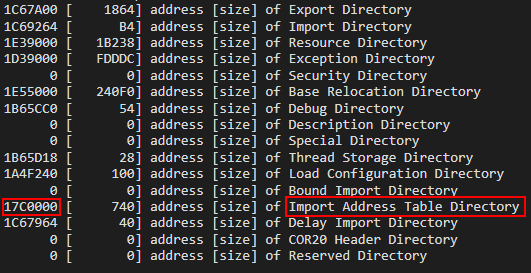 1C67A00 [    1864] address [size] of Export Directory
1C69264 [      B4] address [size] of Import Directory
1E39000 [   1B238] address [size] of Resource Directory
1D39000 [   FDDDC] address [size] of Exception Directory
      0 [       0] address [size] of Security Directory
1E55000 [   240F0] address [size] of Base Relocation Directory
1B65CC0 [      54] address [size] of Debug Directory
      0 [       0] address [size] of Description Directory
      0 [       0] address [size] of Special Directory
1B65D18 [      28] address [size] of Thread Storage Directory
1A4F240 [     100] address [size] of Load Configuration Directory
      0 [       0] address [size] of Bound Import Directory
17C0000 [     740] address [size] of Import Address Table Directory
1C67964 [      40] address [size] of Delay Import Directory
      0 [       0] address [size] of COR20 Header Directory
      0 [       0] address [size] of Reserved Directory